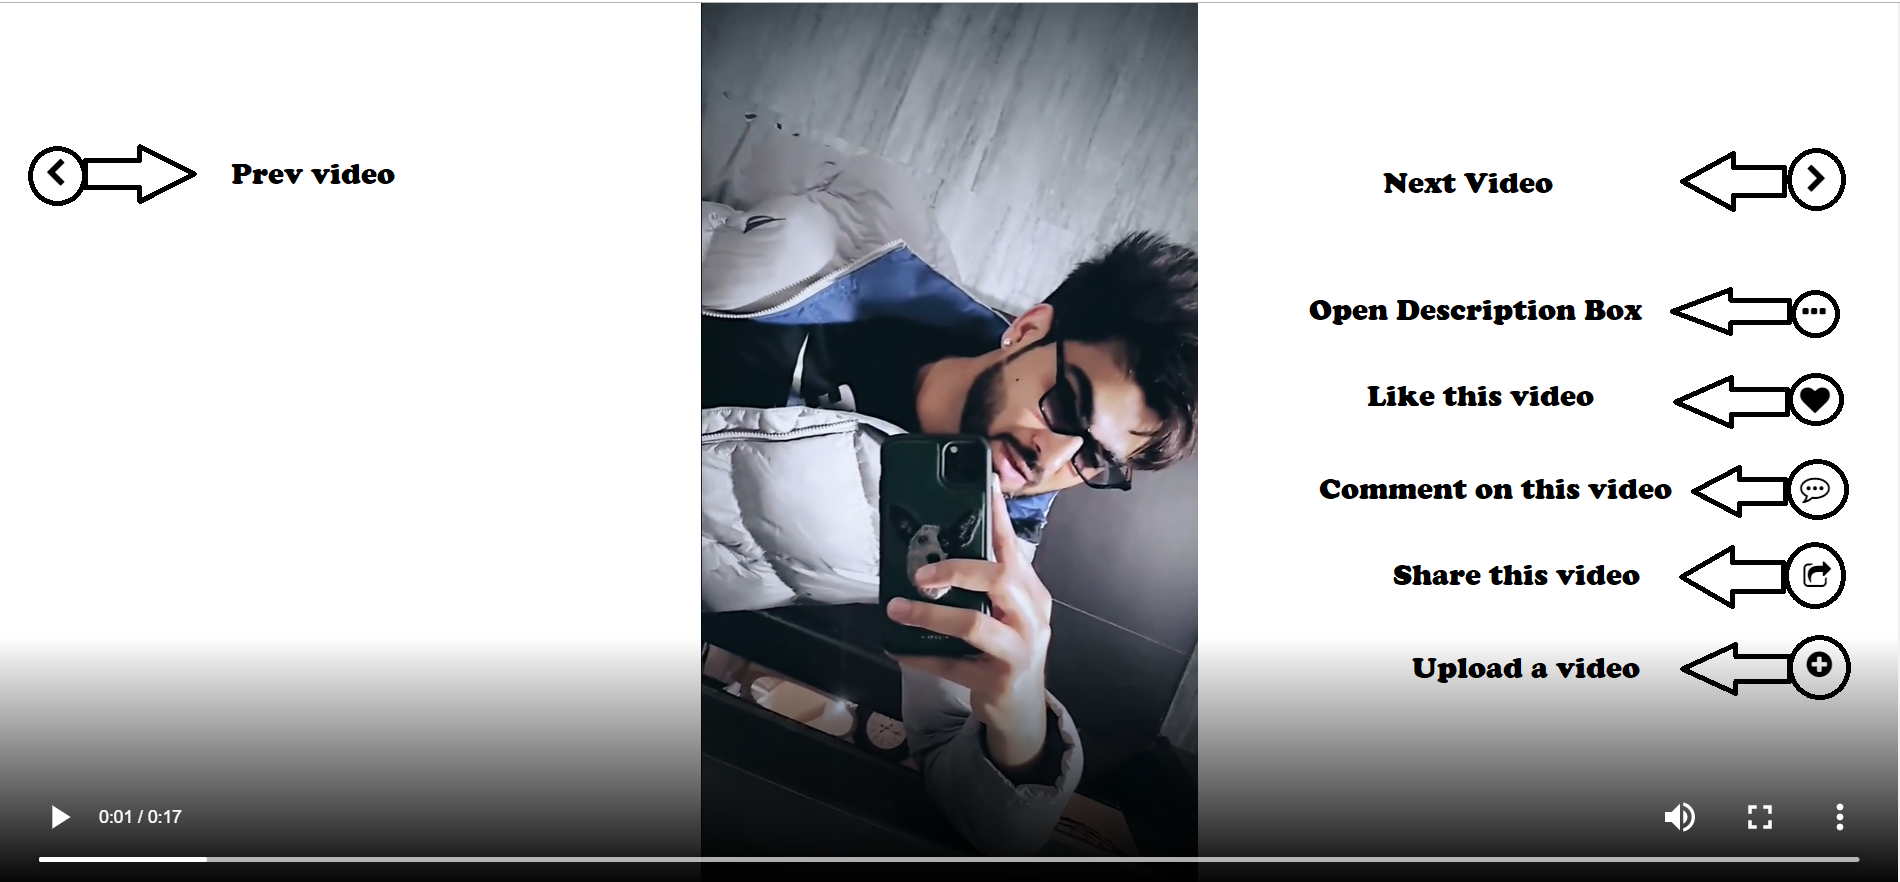 Prev video
Next Video
Open Description Box
Like this video
Comment on this video
Share this video
Upload a video
0:01 / 0:17